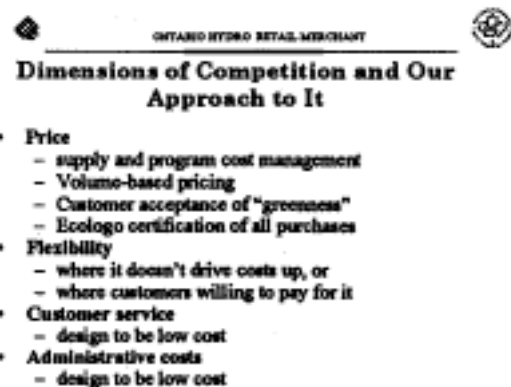 ONTARIO HYDRO RETAIL MERCHANT
Dimensions of Competition and Our
Approach to It
• Price
– supply and program cost management
– Volume-based pricing
– Customer acceptance of "greenness"
– Ecologo certification of all purchases
• Flexibility
– where it doesn't drive costs up, or
– where customers willing to pay for it
• Customer service
– design to be low cost
• Administrative costs
– design to be low cost